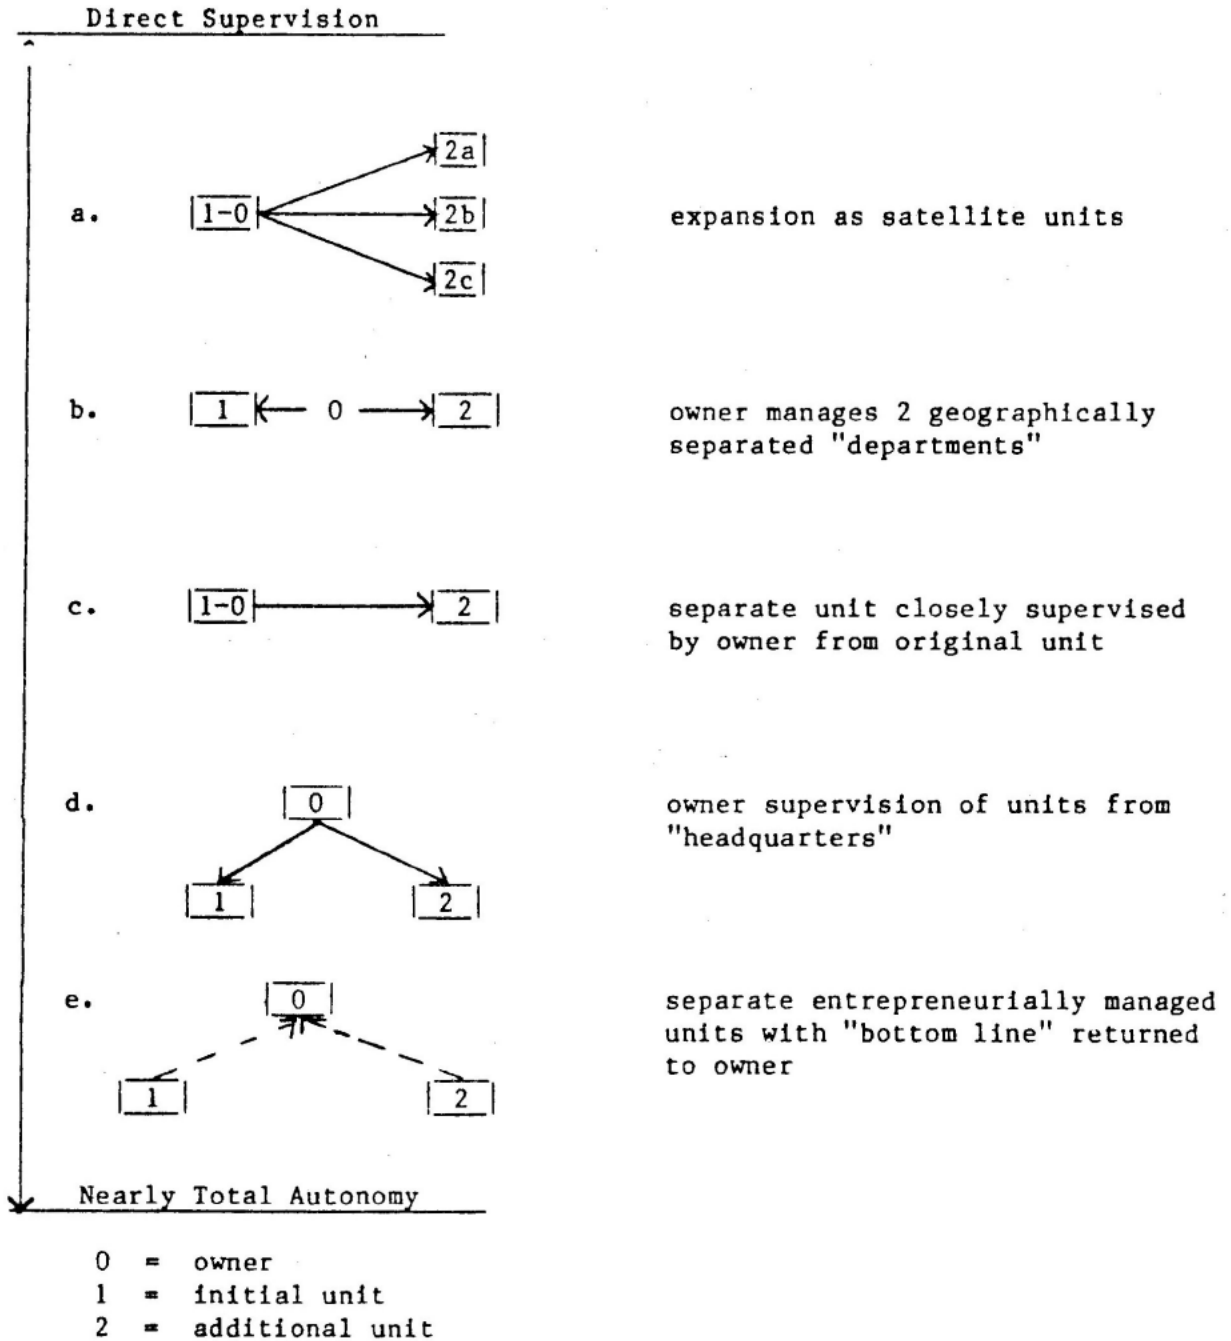 Direct Supervision
2a
a. 1-0 2b expansion as satellite units
2c
b. 1 0 2 owner manages 2 geographically
separated "departments"
c. 1-0 2 separate unit closely supervised
by owner from original unit
d. 0 owner supervision of units from
"headquarters"
1 2
e. 0 separate entrepreneurially managed
units with "bottom line" returned
to owner
1 2
Nearly Total Autonomy
0 = owner
1 = initial unit
2 = additional unit